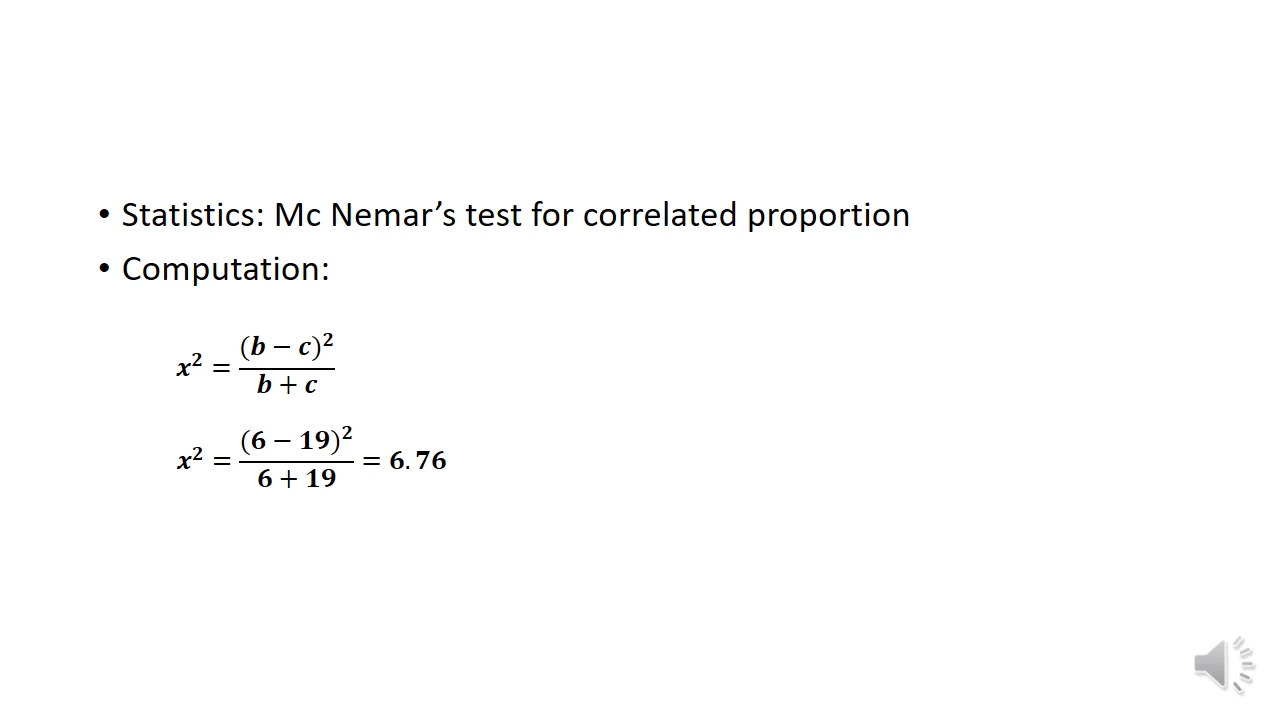 • Statistics: Mc Nemar’s test for correlated proportion
• Computation:
x² = (b − c)² / b + c
x² = (6 − 19)² / 6 + 19 = 6.76